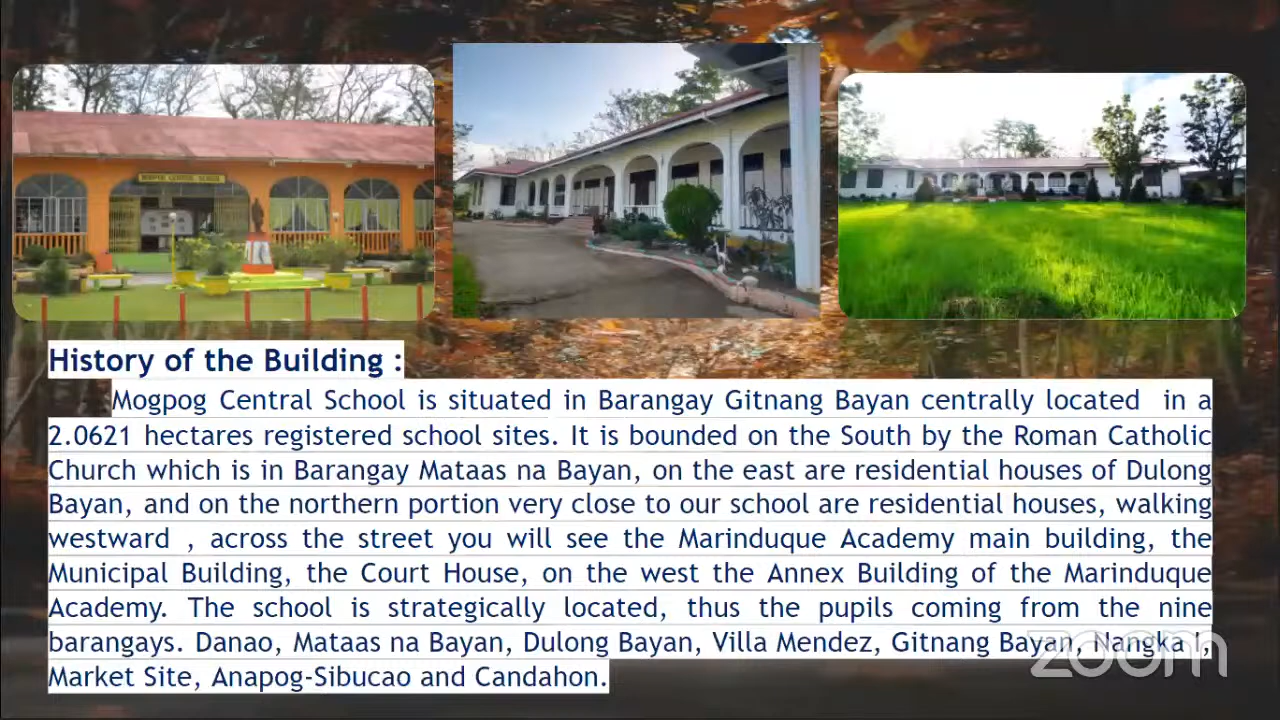 MOGPOG CENTRAL SCHOOL
History of the Building :
Mogpog Central School is situated in Barangay Gitnang Bayan centrally located in a
2.0621 hectares registered school sites. It is bounded on the South by the Roman Catholic
Church which is in Barangay Mataas na Bayan, on the east are residential houses of Dulong
Bayan, and on the northern portion very close to our school are residential houses, walking
westward , across the street you will see the Marinduque Academy main building, the
Municipal Building, the Court House, on the west the Annex Building of the Marinduque
Academy. The school is strategically located, thus the pupils coming from the nine
barangays. Danao, Mataas na Bayan, Dulong Bayan, Villa Mendez, Gitnang Bayan, Nangka I,
Market Site, Anapog-Sibucao and Candahon.
zoom